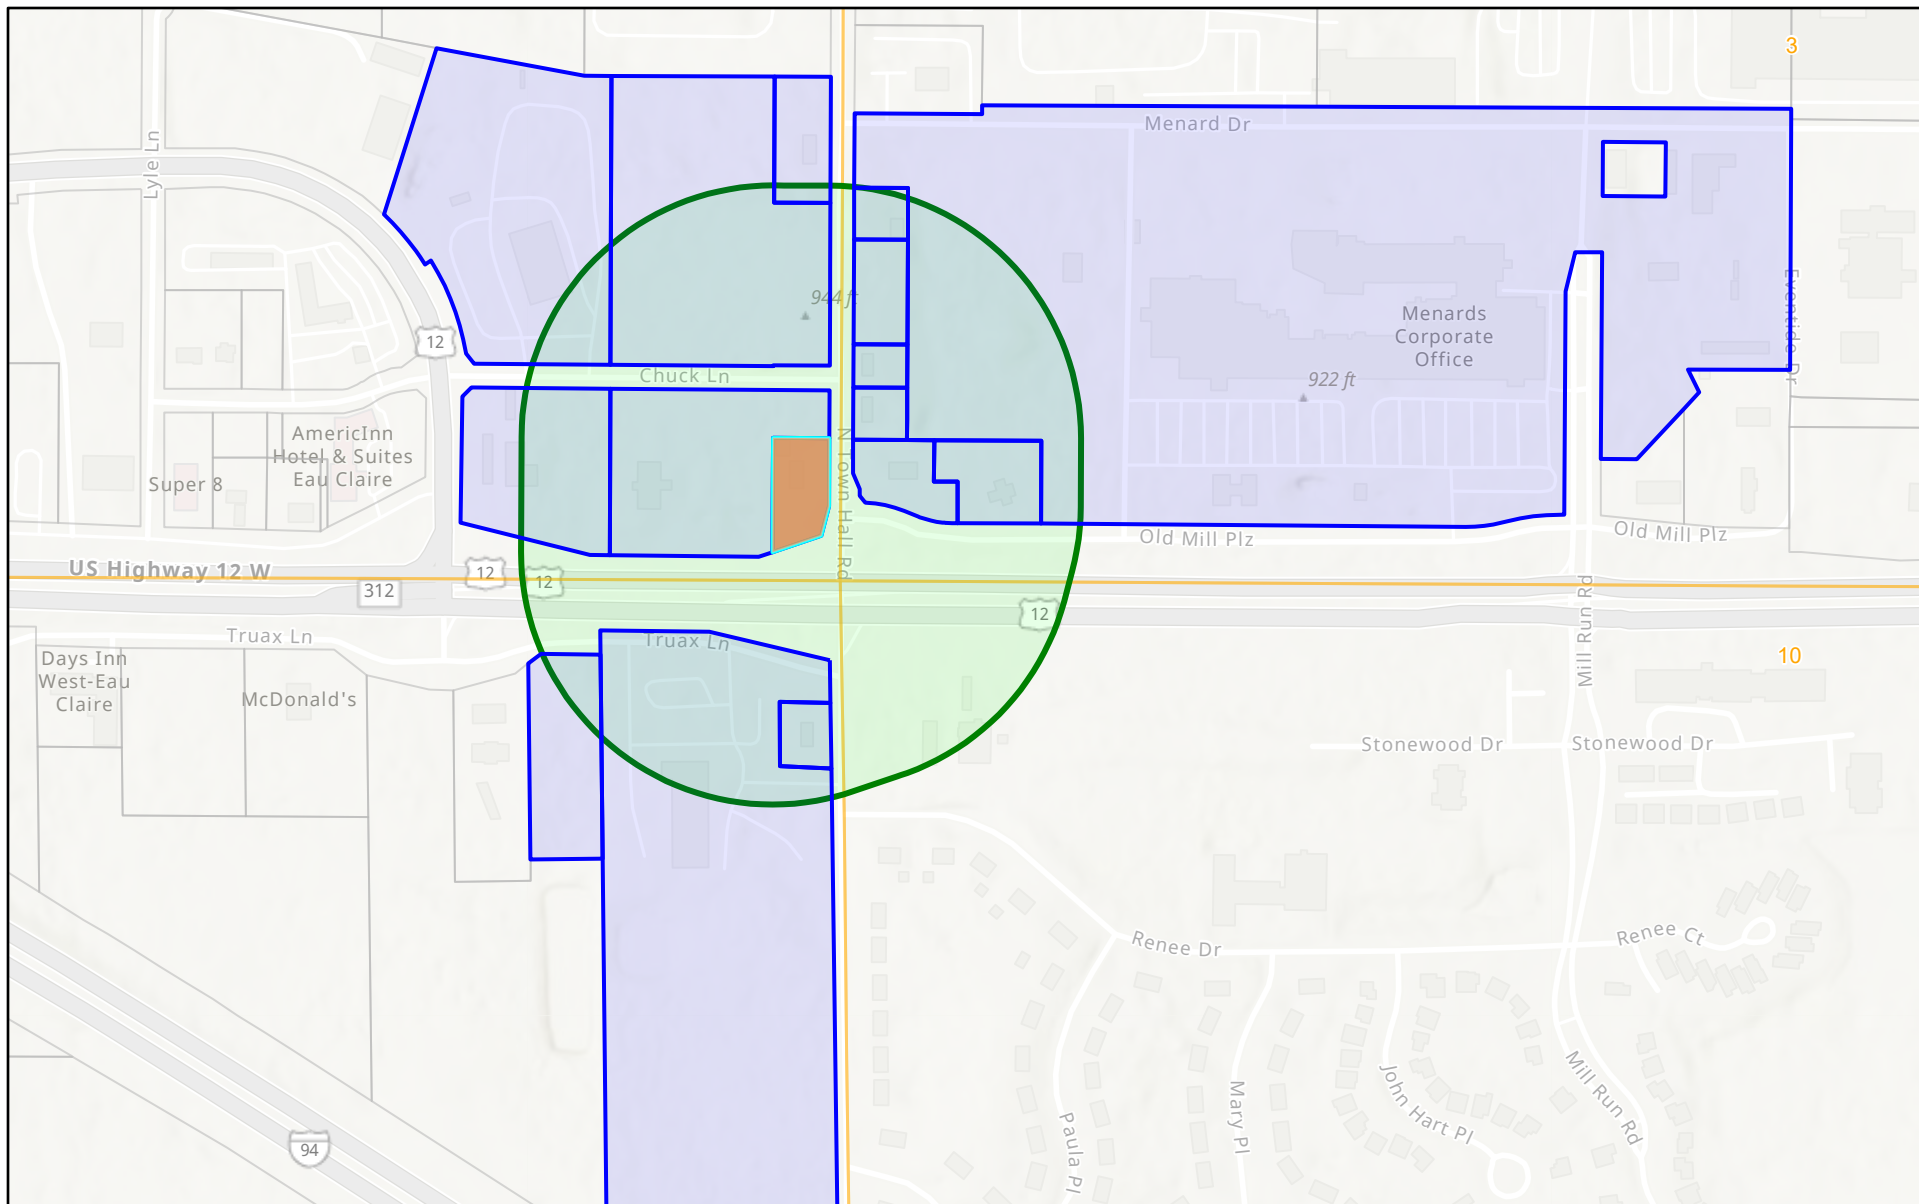 3
Menard Dr
Lyle Ln
944 ft
Eventide Dr
Menards
Corporate
Office
12
Chuck Ln
922 ft
AmericInn
Hotel & Suites
Eau Claire
Super 8
N Town Hall Rd
Old Mill Plz
Old Mill Plz
US Highway 12 W
12
12
312
12
Mill Run Rd
Truax Ln
Truax Ln
10
Days Inn
West-Eau
Claire
McDonald's
Stonewood Dr
Stonewood Dr
Renee Dr
Renee Ct
Mill Run Rd
John Hart Pl
Mary Pl
Paula Pl
94